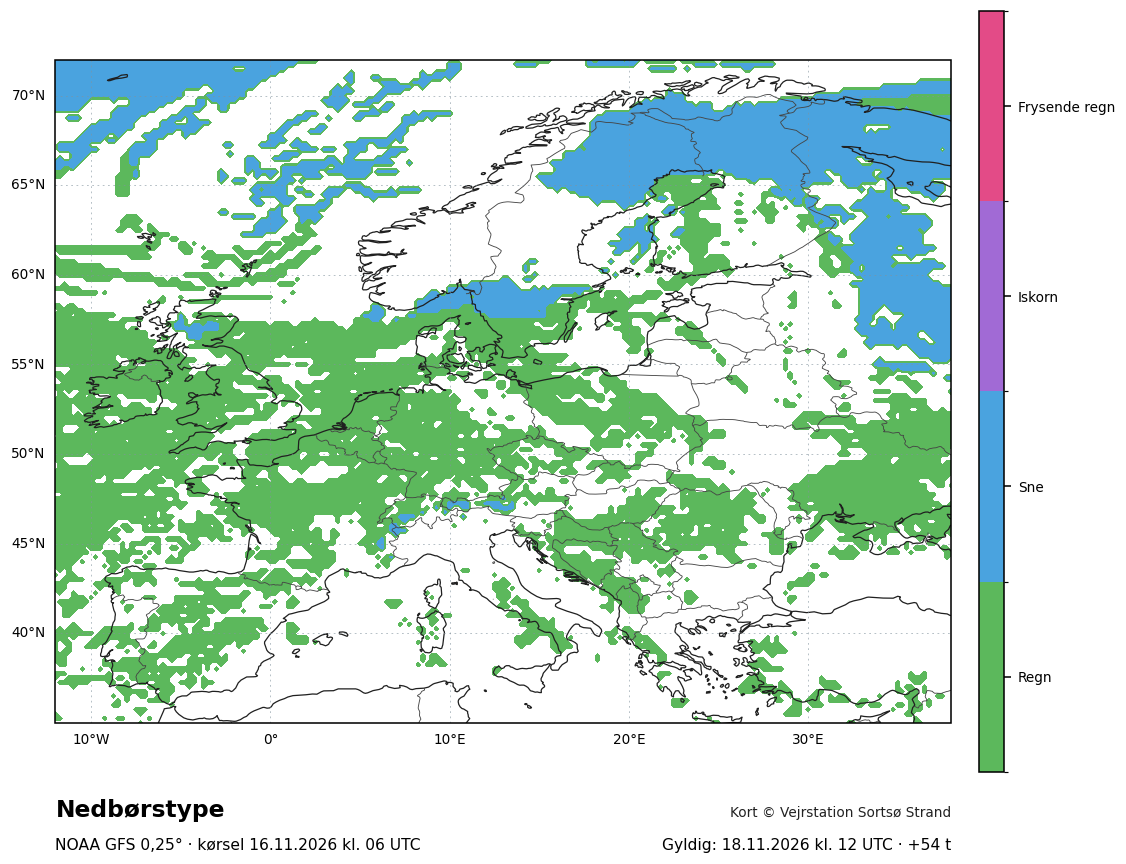 70°N
65°N
60°N
55°N
50°N
45°N
40°N
10°W
0°
10°E
20°E
30°E
Frysende regn
Iskorn
Sne
Regn
Nedbørstype
Kort © Vejrstation Sortsø Strand
NOAA GFS 0,25° · kørsel 16.11.2026 kl. 06 UTC
Gyldig: 18.11.2026 kl. 12 UTC · +54 t